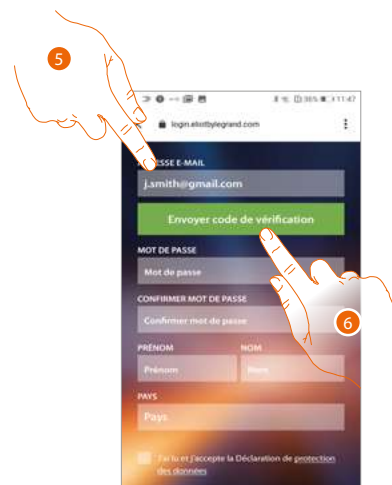 5
36% 11:47
login.eliotbylegrand.com
ESSE E-MAIL
j.smith@gmail.com
Envoyer code de vérification
MOT DE PASSE
Mot de passe
CONFIRMER MOT DE PASSE
Confirmer mot de passe
6
PRÉNOM NOM
Prénom Nom
PAYS
Pays
J'ai lu et j'accepte la Déclaration de protection
des données